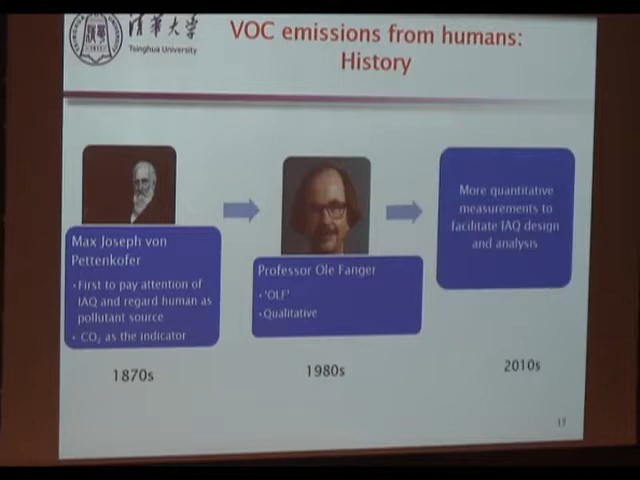 清華大学
Tsinghua University
VOC emissions from humans:
History
Max Joseph von
Pettenkofer
•First to pay attention of
IAQ and regard human as
pollutant source
• CO₂ as the indicator
1870s
Professor Ole Fanger
•'OLF'
•Qualitative
1980s
More quantitative
measurements to
facilitate IAQ design
and analysis
2010s